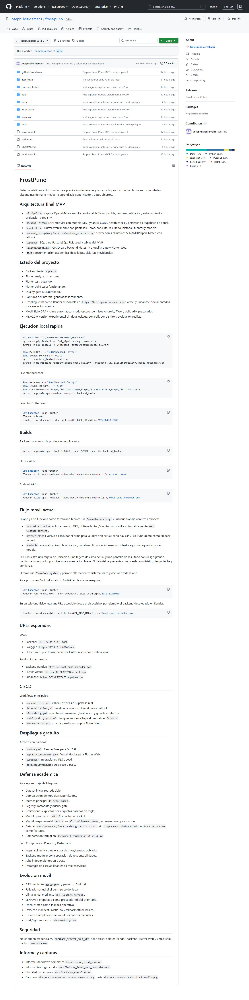 Platform Solutions Resources Open Source Enterprise Pricing
Search or jump to... /
Sign in
Sign up
JosephElvisMaman1 / frost-puno Public
Notifications Fork 0 Star 0
Code Issues Pull requests Actions Projects Security and quality Insights
codex/model-v0-2-0 2 Branches 0 Tags Go to file Code
This branch is 2 commits ahead of main.
JosephElvisMaman1 docs: completar informe y evidencias de despliegue e1e03bd · 4 hours ago 5 Commits
.github/workflows Prepare Frost Puno MVP for deployment 17 hours ago
app_flutter fix: configurar build Android local 11 hours ago
backend_fastapi feat: mejorar experiencia movil FrostPuno 12 hours ago
data feat: agregar modelo experimental v0.2.0 10 hours ago
docs docs: completar informe y evidencias de despliegue 4 hours ago
ml_pipeline feat: agregar modelo experimental v0.2.0 10 hours ago
supabase feat: mejorar experiencia movil FrostPuno 12 hours ago
tools docs: completar informe y evidencias de despliegue 4 hours ago
.env.example Prepare Frost Puno MVP for deployment 17 hours ago
.gitignore fix: configurar build Android local 11 hours ago
README.md docs: completar informe y evidencias de despliegue 4 hours ago
render.yaml Prepare Frost Puno MVP for deployment 17 hours ago
About
frost-puno.vercel.app
Readme
Activity
0 stars
0 watching
0 forks
Report repository
Releases
No releases published
Packages
No packages published
Contributors 1
JosephElvisMaman1 Josh_Kills
Languages
Dart 44.7% Python 35.0%
JavaScript 9.4% PLpgSQL 5.6%
PowerShell 4.0% HTML 1.2%
Kotlin 0.1%
README
FrostPuno
Sistema inteligente distribuido para prediccion de heladas y apoyo a la produccion de chuno en comunidades
altoandinas de Puno mediante aprendizaje supervisado y datos abiertos.
Arquitectura final MVP
ml_pipeline: ingesta Open-Meteo, semilla territorial INEI-compatible, features, validacion, entrenamiento,
evaluacion y registry.
backend_fastapi: API modular con modelo ML, Pydantic, CORS, health check y persistencia Supabase opcional.
app_flutter: Flutter Web/mobile con pantallas Home, consulta, resultado, historial, fuentes y modelo.
backend_fastapi/app/services/weather_providers.py: proveedores climaticos SENAMHI/Open-Meteo con
fallback.
supabase: SQL para PostgreSQL, RLS, seed y tablas del MVP.
.github/workflows: CI/CD para backend, datos, ML, quality gate y Flutter Web.
docs: documentacion academica, despliegue, ciclo ML y evidencias.
Estado del proyecto
Backend tests: 7 passed.
Flutter analyze: sin errores.
Flutter test: pasando.
Flutter build web: funcionando.
Quality gate ML: aprobado.
Capturas del informe: generadas localmente.
Despliegue: backend Render disponible en https://frost-puno.onrender.com; Vercel y Supabase documentados
para ejecucion manual.
Movil: flujo GPS + clima automatico, modo oscuro, permisos Android, PWA y build APK preparados.
ML v0.2.0: version experimental sin data leakage, con split por distrito y evaluacion realista.
Ejecucion local rapida
Set-Location "D:\Dev\02_UNIVERSIDAD\FrostPuno"
python -m pip install -r .\ml_pipeline\requirements.txt
python -m pip install -r .\backend_fastapi\requirements-dev.txt
$env:PYTHONPATH = "$PWD\backend_fastapi"
$env:ENABLE_SUPABASE = "false"
pytest .\backend_fastapi\tests -q
python -m ml_pipeline.registry.check_model_quality --metadata .\ml_pipeline\registry\model_metadata.json
Levantar backend:
$env:PYTHONPATH = "$PWD\backend_fastapi"
$env:ENABLE_SUPABASE = "false"
$env:CORS_ORIGINS = "http://localhost:3000,http://127.0.0.1:5174,http://localhost:5174"
uvicorn app.main:app --reload --app-dir backend_fastapi
Levantar Flutter Web:
Set-Location .\app_flutter
flutter pub get
flutter run -d chrome --dart-define=API_BASE_URL=http://127.0.0.1:8000
Builds
Backend, comando de produccion equivalente:
uvicorn app.main:app --host 0.0.0.0 --port $PORT --app-dir backend_fastapi
Flutter Web:
Set-Location .\app_flutter
flutter build web --release --dart-define=API_BASE_URL=http://127.0.0.1:8000
Android APK:
Set-Location .\app_flutter
flutter build apk --release --dart-define=API_BASE_URL=https://frost-puno.onrender.com
Flujo movil actual
La app ya no funciona como formulario tecnico. En Consulta de riesgo el usuario trabaja con tres acciones:
Usar mi ubicacion: solicita permiso GPS, obtiene latitud/longitud y consulta automaticamente GET
/weather/current.
Obtener clima: vuelve a consultar el clima para la ubicacion actual; si no hay GPS, usa Puno demo como fallback
manual.
Predecir: envia al backend la ubicacion, variables climaticas internas y contexto agricola requerido por el
modelo.
La UI muestra una tarjeta de ubicacion, una tarjeta de clima actual y una pantalla de resultado con riesgo grande,
confianza, icono, color por nivel y recomendacion breve. El historial se presenta como cards con distrito, riesgo, fecha y
confianza.
El tema usa ThemeMode.system y permite alternar entre sistema, claro y oscuro desde la app.
Para probar en Android local con FastAPI en la misma maquina:
Set-Location .\app_flutter
flutter run -d emulator --dart-define=API_BASE_URL=http://10.0.2.2:8000
En un telefono fisico, usa una URL accesible desde el dispositivo, por ejemplo el backend desplegado en Render:
flutter run -d android --dart-define=API_BASE_URL=https://frost-puno.onrender.com
URLs esperadas
Local:
Backend: http://127.0.0.1:8000
Swagger: http://127.0.0.1:8000/docs
Flutter Web: puerto asignado por Flutter o servidor estatico local.
Produccion esperada:
Backend Render: https://frost-puno.onrender.com
Flutter Vercel: https://TU-FRONTEND.vercel.app
Supabase: https://TU-PROYECTO.supabase.co
CI/CD
Workflows principales:
backend-tests.yml: valida FastAPI sin Supabase real.
data-validation.yml: valida ubicaciones, clima demo y dataset.
ml-training.yml: ejecuta entrenamiento/evaluacion y guarda artefactos.
model-quality-gate.yml: bloquea modelos bajo el umbral de f1_macro.
flutter-build.yml: analiza, prueba y compila Flutter Web.
Despliegue gratuito
Archivos preparados:
render.yaml: Render Free para FastAPI.
app_flutter/vercel.json: Vercel Hobby para Flutter Web.
supabase/: migraciones, RLS y seed.
docs/deployment.md: guia paso a paso.
Defensa academica
Para Aprendizaje de Maquina:
Dataset inicial reproducible.
Comparacion de modelos supervisados.
Metrica principal f1-score macro.
Registry, metadata y quality gate.
Limitaciones explicitas por etiquetas basadas en reglas.
Modelo productivo v0.1.0 intacto en FastAPI.
Modelo experimental v0.2.0 en ml_pipeline/registry/, sin reemplazar produccion.
Dataset data/processed/frost_training_dataset_v2.csv sin temperatura_minima_diaria ni horas_bajo_cero
como features.
Comparacion formal en docs/model_comparison_v1_vs_v2.md.
Para Computacion Paralela y Distribuida:
Ingesta climatica paralela por distritos/centros poblados.
Backend modular con separacion de responsabilidades.
Jobs independientes en CI/CD.
Estrategia de escalabilidad hacia microservicios.
Evolucion movil
GPS mediante geolocator y permisos Android.
Fallback manual si el permiso se deniega.
Clima actual mediante GET /weather/current.
SENAMHI preparado como proveedor oficial prioritario.
Open-Meteo como fallback operativo.
PWA con manifest FrostPuno y fallback offline basico.
UX movil simplificada sin inputs climaticos manuales.
Dark/light mode con ThemeMode.system.
Seguridad
No se suben credenciales. SUPABASE_SERVICE_ROLE_KEY debe existir solo en Render/backend. Flutter Web y Vercel solo
reciben API_BASE_URL.
Informe y capturas
Informe Markdown completo: docs/informe_frost_puno.md.
Informe Word generado: docs/informe_frost_puno_completo.docx.
Checklist de capturas: docs/capturas_checklist.md.
Capturas: docs/capturas/01_estructura_proyecto.png hasta docs/capturas/24_android_apk_mobile.png.